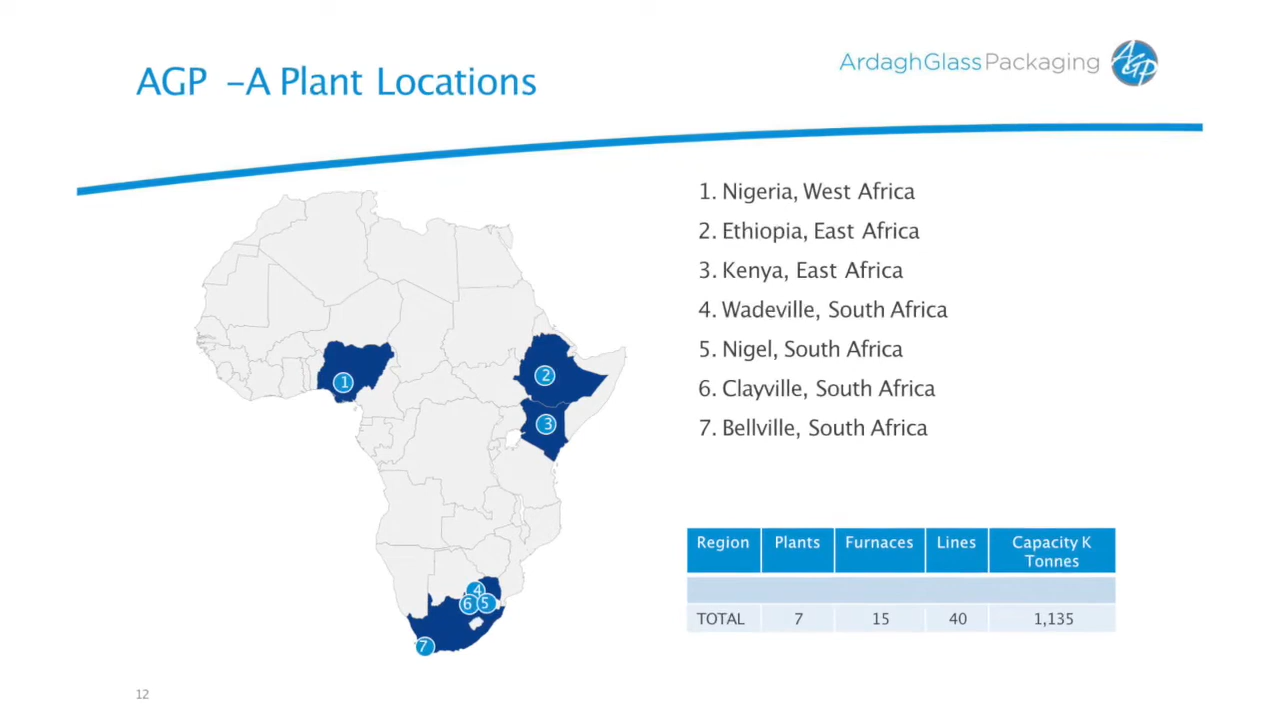 AGP –A Plant Locations
ArdaghGlassPackaging
AGP
1. Nigeria, West Africa
2. Ethiopia, East Africa
3. Kenya, East Africa
4. Wadeville, South Africa
5. Nigel, South Africa
6. Clayville, South Africa
7. Bellville, South Africa
1
2
3
4
6 5
7
Region Plants Furnaces Lines Capacity K
Tonnes
TOTAL 7 15 40 1,135
12